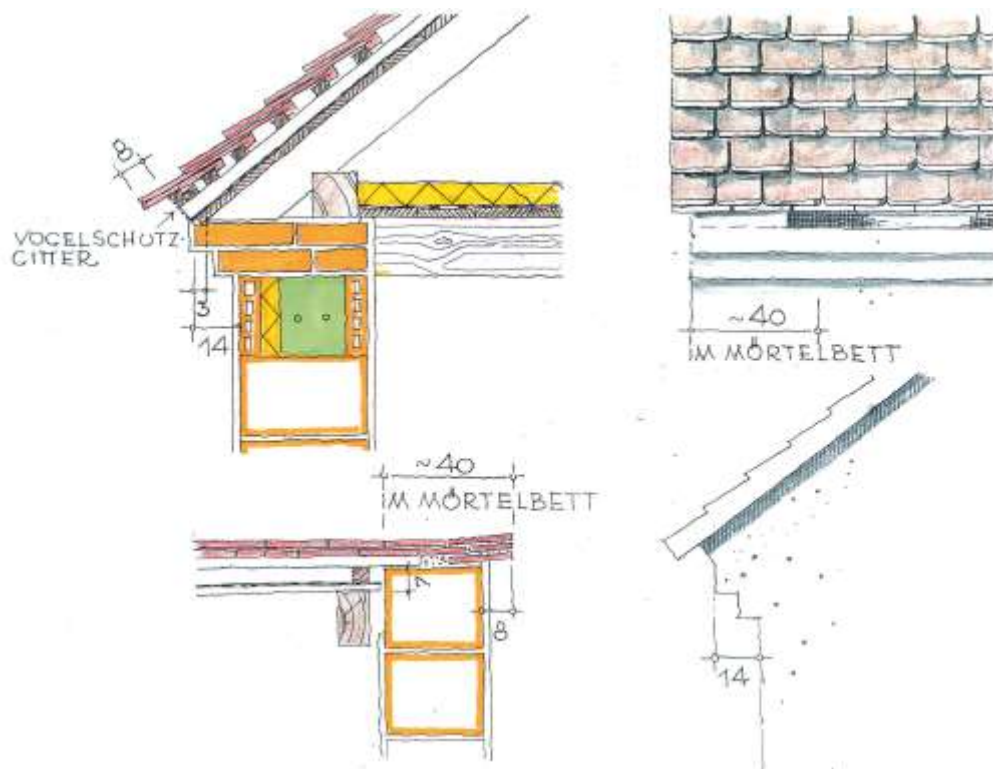 8
VOGELSCHUTZ-
GITTER
3
14
~40
IM MÖRTELBETT
~40
IM MÖRTELBETT
7
8
14